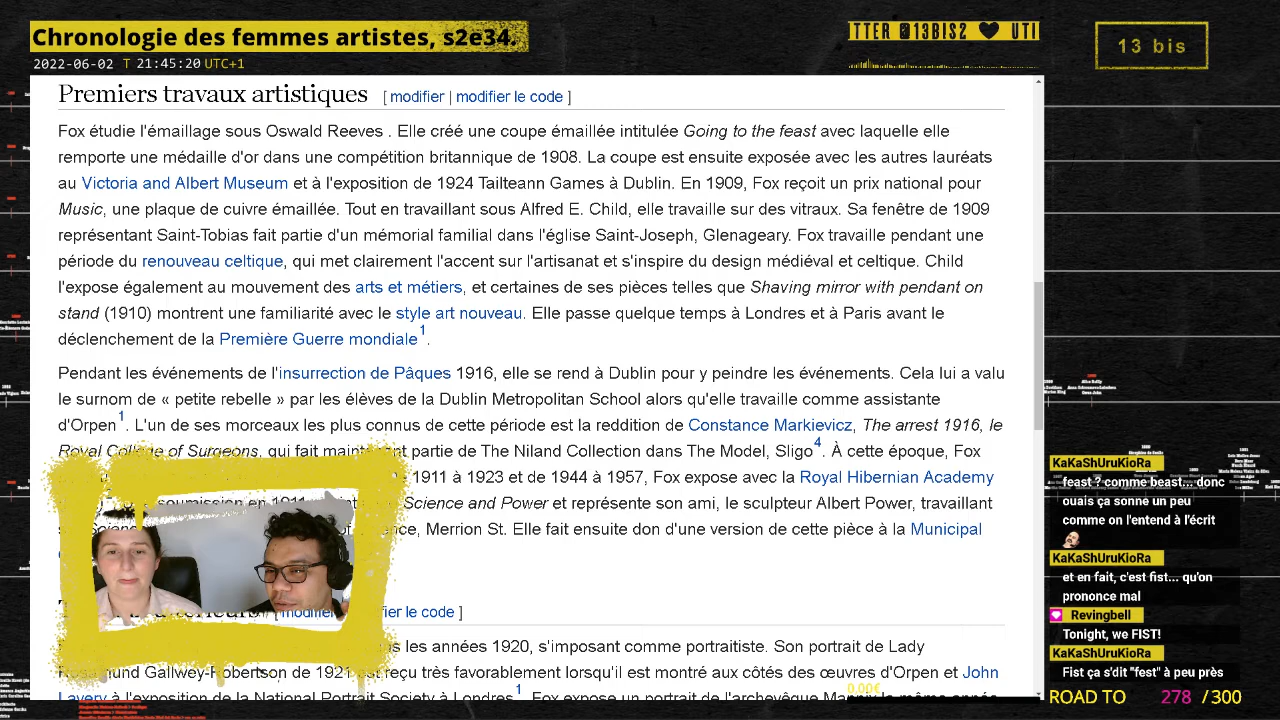 Chronologie des femmes artistes, s2e34.
2022-06-02 T 21:45:20 UTC+1
TTER @13BIS2 ♥ UTI
13 bis
Premiers travaux artistiques [ modifier | modifier le code ]
Fox étudie l'émaillage sous Oswald Reeves . Elle créé une coupe émaillée intitulée Going to the feast avec laquelle elle
remporte une médaille d'or dans une compétition britannique de 1908. La coupe est ensuite exposée avec les autres lauréats
au Victoria and Albert Museum et à l'exposition de 1924 Tailteann Games à Dublin. En 1909, Fox reçoit un prix national pour
Music, une plaque de cuivre émaillée. Tout en travaillant sous Alfred E. Child, elle travaille sur des vitraux. Sa fenêtre de 1909
représentant Saint-Tobias fait partie d'un mémorial familial dans l'église Saint-Joseph, Glenageary. Fox travaille pendant une
période du renouveau celtique, qui met clairement l'accent sur l'artisanat et s'inspire du design médiéval et celtique. Child
l'expose également au mouvement des arts et métiers, et certaines de ses pièces telles que Shaving mirror with pendant on
stand (1910) montrent une familiarité avec le style art nouveau. Elle passe quelque temps à Londres et à Paris avant le
déclenchement de la Première Guerre mondiale 1.
Pendant les événements de l'insurrection de Pâques 1916, elle se rend à Dublin pour y peindre les événements. Cela lui a valu
le surnom de « petite rebelle » par les forces de la Dublin Metropolitan School alors qu'elle travaille comme assistante
d'Orpen 1. L'un de ses morceaux les plus connus de cette période est la reddition de Constance Markievicz, The arrest 1916, le
Royal College of Surgeons, qui fait maintenant partie de The Niland Collection dans The Model, Sligo 4. À cette époque, Fox
1911 à 1923, et de 1944 à 1957, Fox expose avec la Royal Hibernian Academy
en 1911 Science and Power et représente son ami, le sculpteur Albert Power, travaillant
Merrion St. Elle fait ensuite don d'une version de cette pièce à la Municipal
[ modifier le code ]
les années 1920, s'imposant comme portraitiste. Son portrait de Lady
Gallwey-Robertson, de 1921, est reçu très favorablement lorsqu'il est montré aux côtés des œuvres d'Orpen et John
Lavery à l'exposition de la National Portrait Society 1. Fox expose
0.00€
KaKaShUruKioRa
feast ? comme beast... donc
ouais ça sonne un peu
comme on l'entend à l'écrit
KaKaShUruKioRa
et en fait, c'est fist... qu'on
prononce mal
Revingbell
Tonight, we FIST!
KaKaShUruKioRa
Fist ça s'dit "fest" à peu près
ROAD TO 278 / 300